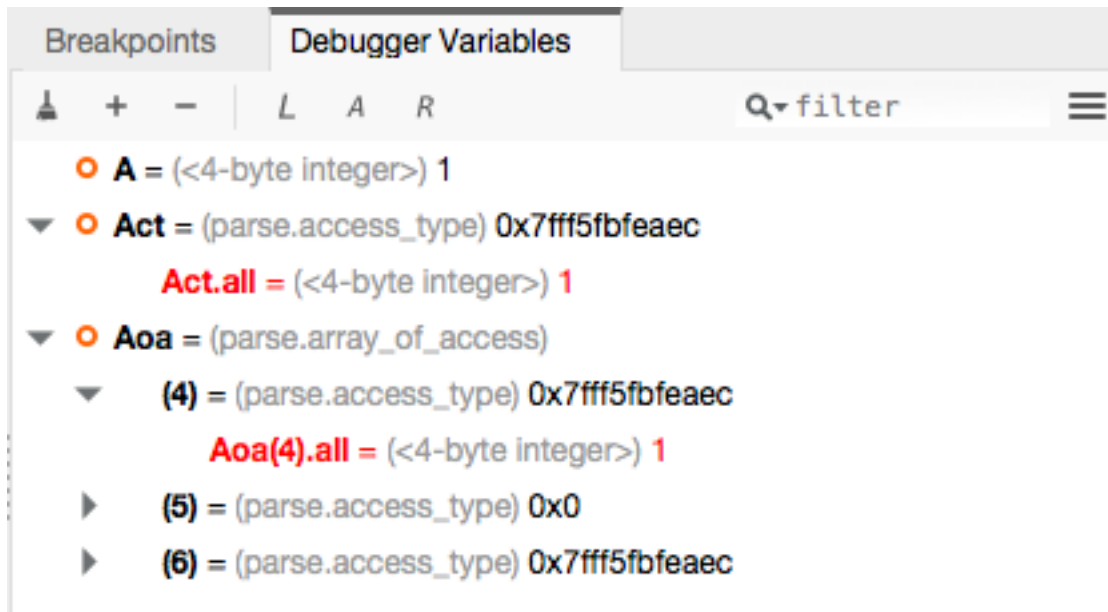 Breakpoints Debugger Variables
+ − L A R filter
A = (<4-byte integer>) 1
Act = (parse.access_type) 0x7fff5fbfeaec
Act.all = (<4-byte integer>) 1
Aoa = (parse.array_of_access)
(4) = (parse.access_type) 0x7fff5fbfeaec
Aoa(4).all = (<4-byte integer>) 1
(5) = (parse.access_type) 0x0
(6) = (parse.access_type) 0x7fff5fbfeaec